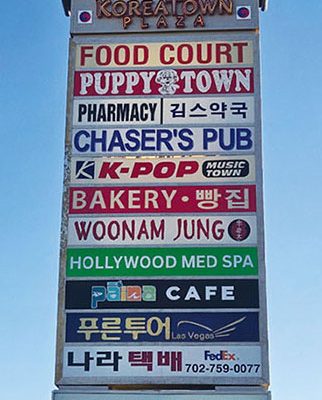 KOREATOWN
PLAZA
FOOD COURT
PUPPY TOWN
PHARMACY 김스약국
CHASER'S PUB
K K-POP MUSIC TOWN
BAKERY · 빵집
WOONAM JUNG
HOLLYWOOD MED SPA
paina CAFE
푸른투어 Las Vegas
나라 택배 FedEx 702-759-0077